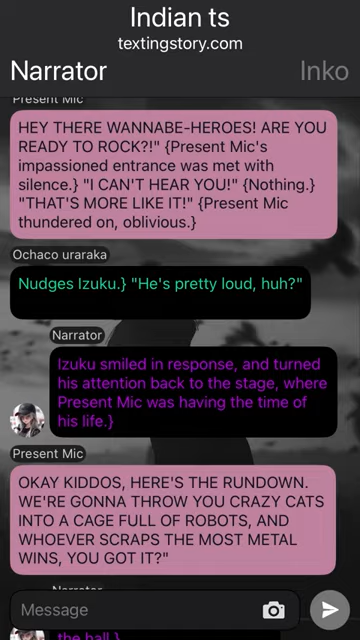 Indian ts
textingstory.com
Narrator
Inko
Present Mic
HEY THERE WANNABE-HEROES! ARE YOU
READY TO ROCK?!" {Present Mic's
impassioned entrance was met with
silence.} "I CAN'T HEAR YOU!" {Nothing.}
"THAT'S MORE LIKE IT!" {Present Mic
thundered on, oblivious.}
Ochaco uraraka
Nudges Izuku.} "He's pretty loud, huh?"
Narrator
Izuku smiled in response, and turned
his attention back to the stage, where
Present Mic was having the time of
his life.}
Present Mic
OKAY KIDDOS, HERE'S THE RUNDOWN.
WE'RE GONNA THROW YOU CRAZY CATS
INTO A CAGE FULL OF ROBOTS, AND
WHOEVER SCRAPS THE MOST METAL
WINS, YOU GOT IT?"
Narrator
Message
the hall.}